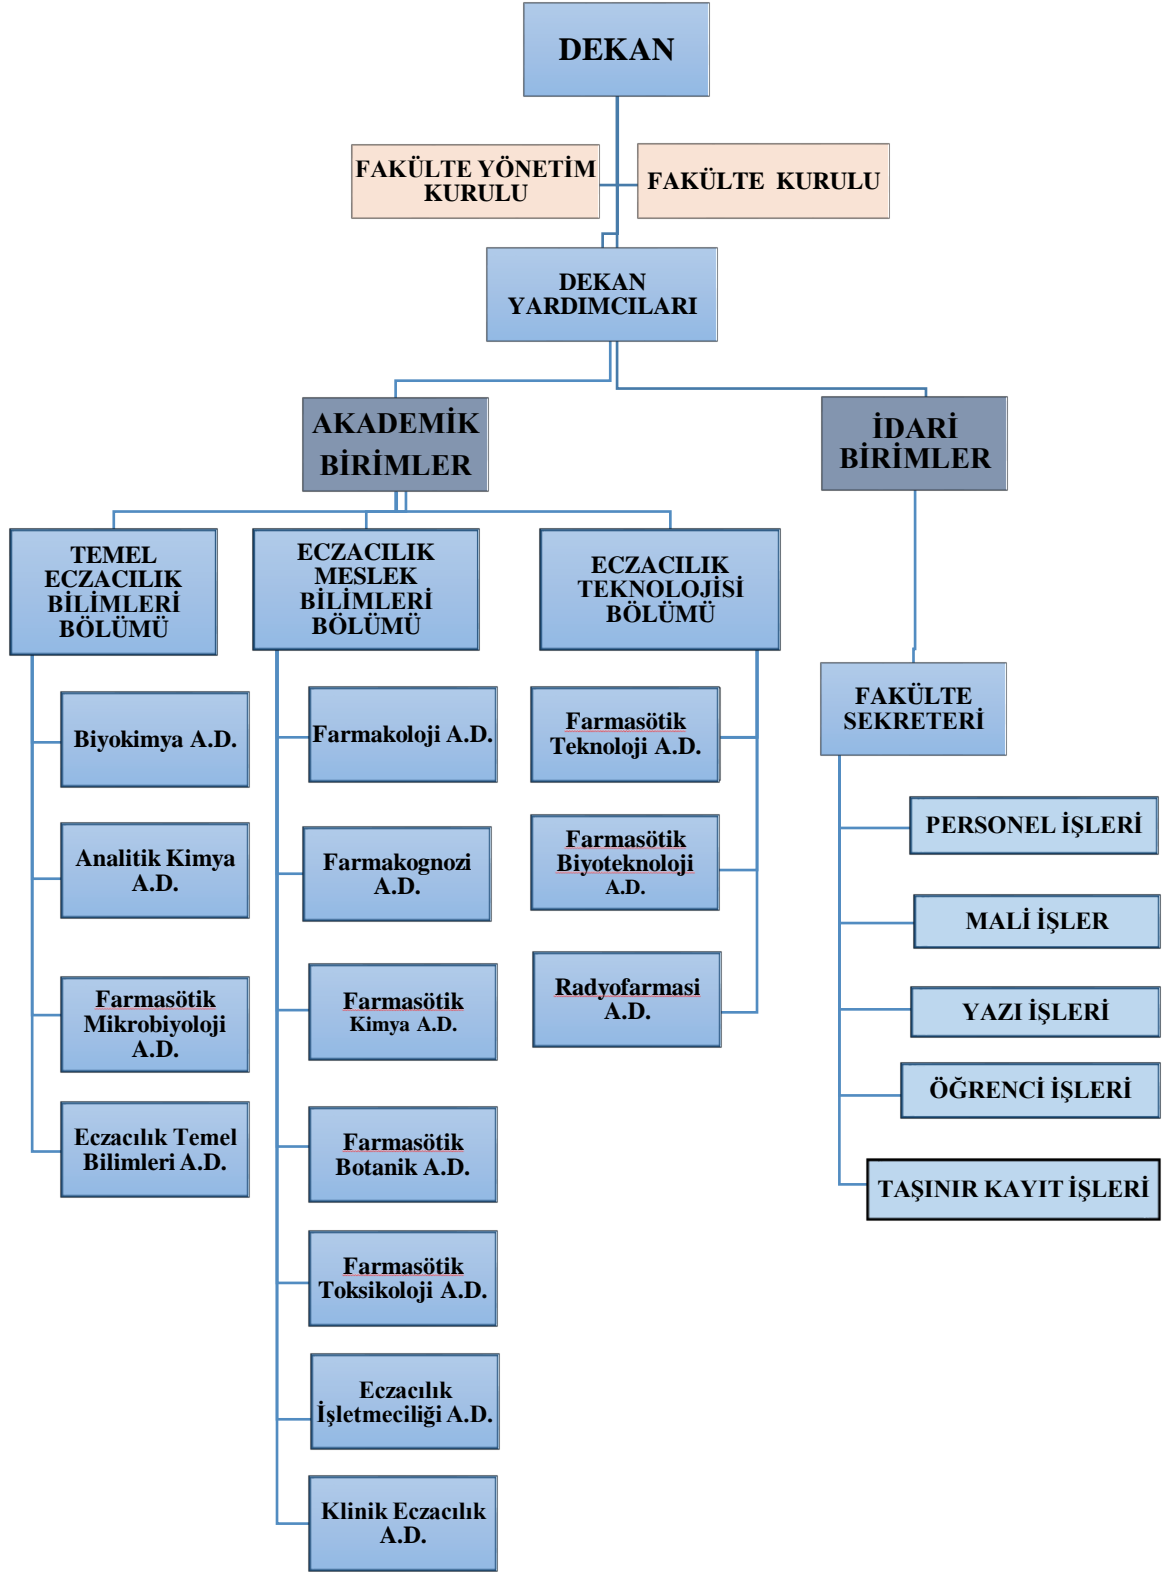 DEKAN
FAKÜLTE YÖNETİM
KURULU
FAKÜLTE KURULU
DEKAN
YARDIMCILARI
AKADEMİK
BİRİMLER
İDARİ
BİRİMLER
TEMEL
ECZACILIK
BİLİMLERİ
BÖLÜMÜ
ECZACILIK
MESLEK
BİLİMLERİ
BÖLÜMÜ
ECZACILIK
TEKNOLOJİSİ
BÖLÜMÜ
Biyokimya A.D.
Analitik Kimya
A.D.
Farmasötik
Mikrobiyoloji
A.D.
Eczacılık Temel
Bilimleri A.D.
Farmakoloji A.D.
Farmakognozi
A.D.
Farmasötik
Kimya A.D.
Farmasötik
Botanik A.D.
Farmasötik
Toksikoloji A.D.
Eczacılık
İşletmeciliği A.D.
Klinik Eczacılık
A.D.
Farmasötik
Teknoloji A.D.
Farmasötik
Biyoteknoloji
A.D.
Radyofarmasi
A.D.
FAKÜLTE
SEKRETERİ
PERSONEL İŞLERİ
MALİ İŞLER
YAZI İŞLERİ
ÖĞRENCİ İŞLERİ
TAŞINIR KAYIT İŞLERİ